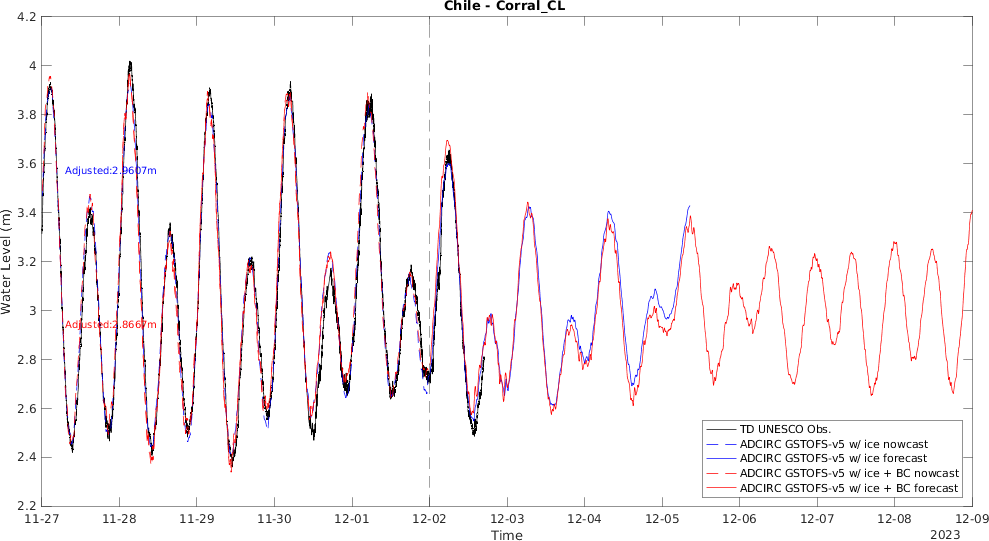 Chile - Corral_CL
4.2
4
3.8
3.6
3.4
3.2
3
2.8
2.6
2.4
2.2
Water Level (m)
Adjusted:2.9607m
Adjusted:2.8667m
TD UNESCO Obs.
ADCIRC GSTOFS-v5 w/ ice nowcast
ADCIRC GSTOFS-v5 w/ ice forecast
ADCIRC GSTOFS-v5 w/ ice + BC nowcast
ADCIRC GSTOFS-v5 w/ ice + BC forecast
11-27 11-28 11-29 11-30 12-01 12-02 12-03 12-04 12-05 12-06 12-07 12-08 12-09
Time
2023